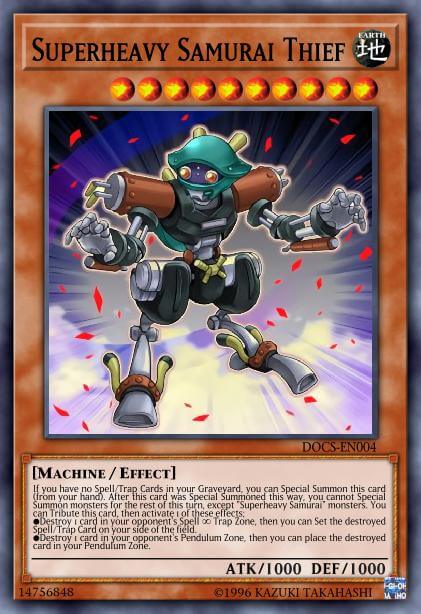 SUPERHEAVY SAMURAI THIEF
EARTH
地
DOCS-EN004
[MACHINE / EFFECT]
If you have no Spell/Trap Cards in your Graveyard, you can Special Summon this card
(from your hand). After this card was Special Summoned this way, you cannot Special
Summon monsters for the rest of this turn, except "Superheavy Samurai" monsters. You
can Tribute this card, then activate 1 of these effects;
●Destroy 1 card in your opponent's Spell ∞ Trap Zone, then you can Set the destroyed
Spell/Trap Card on your side of the field.
●Destroy 1 card in your opponent's Pendulum Zone, then you can place the destroyed
card in your Pendulum Zone.
ATK/1000 DEF/1000
14756848
©1996 KAZUKI TAKAHASHI